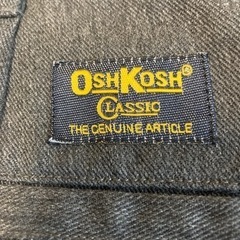 OSHKOSH®
CLASSIC
THE GENUINE ARTICLE